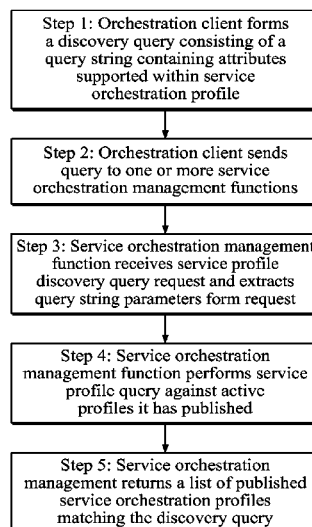 Step 1: Orchestration client forms
a discovery query consisting of a
query string containing attributes
supported within service
orchestration profile
Step 2: Orchestration client sends
query to one or more service
orchestration management functions
Step 3: Service orchestration management
function receives service profile
discovery query request and extracts
query string parameters form request
Step 4: Service orchestration
management function performs service
profile query against active
profiles it has published
Step 5: Service orchestration
management returns a list of published
service orchestration profiles
matching the discovery query